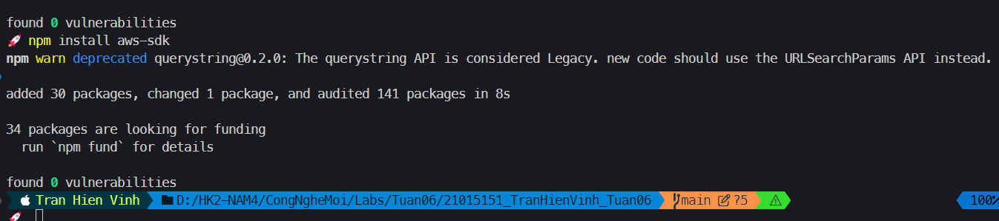 found 0 vulnerabilities
🚀 npm install aws-sdk
npm warn deprecated querystring@0.2.0: The querystring API is considered Legacy. new code should use the URLSearchParams API instead.
added 30 packages, changed 1 package, and audited 141 packages in 8s
34 packages are looking for funding
  run `npm fund` for details
found 0 vulnerabilities
Tran Hien Vinh D:/HK2-NAM4/CongNgheMoi/Labs/Tuan06/21015151_TranHienVinh_Tuan06 main ?5 ⚠ 100%
🚀